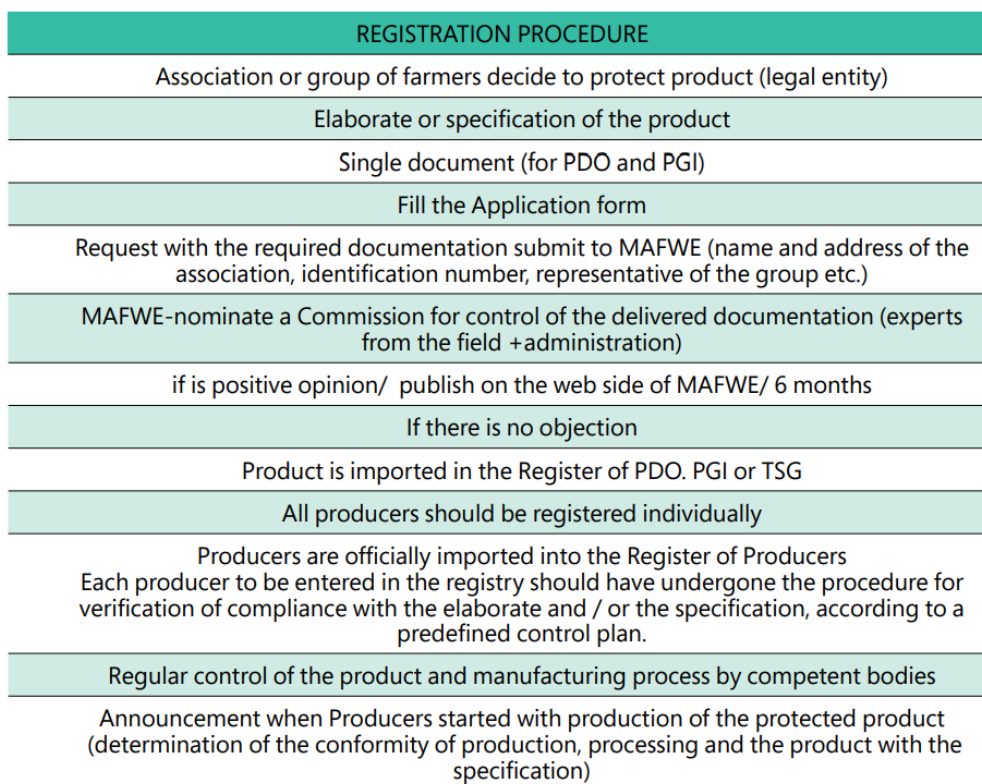 REGISTRATION PROCEDURE
Association or group of farmers decide to protect product (legal entity)
Elaborate or specification of the product
Single document (for PDO and PGI)
Fill the Application form
Request with the required documentation submit to MAFWE (name and address of the
association, identification number, representative of the group etc.)
MAFWE-nominate a Commission for control of the delivered documentation (experts
from the field +administration)
if is positive opinion/ publish on the web side of MAFWE/ 6 months
If there is no objection
Product is imported in the Register of PDO. PGI or TSG
All producers should be registered individually
Producers are officially imported into the Register of Producers
Each producer to be entered in the registry should have undergone the procedure for
verification of compliance with the elaborate and / or the specification, according to a
predefined control plan.
Regular control of the product and manufacturing process by competent bodies
Announcement when Producers started with production of the protected product
(determination of the conformity of production, processing and the product with the
specification)